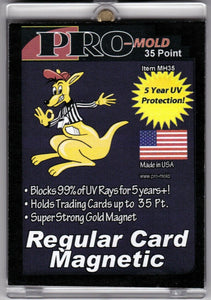 PRO-MOLD
35 Point
Item MH35
5 Year UV
Protection!
Made in USA
www.pro-mold
• Blocks 99% of UV Rays for 5 years+!
• Holds Trading Cards up to 35 Pt.
• Super Strong Gold Magnet
Regular Card
Magnetic